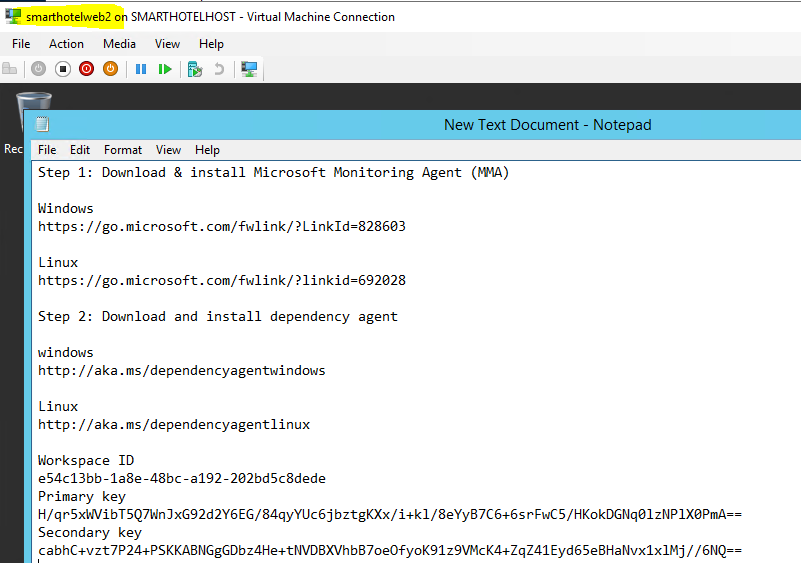 smarthotelweb2 on SMARTHOTELHOST - Virtual Machine Connection
File Action Media View Help
Rec
New Text Document - Notepad
File Edit Format View Help
Step 1: Download & install Microsoft Monitoring Agent (MMA)
Windows
https://go.microsoft.com/fwlink/?LinkId=828603
Linux
https://go.microsoft.com/fwlink/?linkid=692028
Step 2: Download and install dependency agent
windows
http://aka.ms/dependencyagentwindows
Linux
http://aka.ms/dependencyagentlinux
Workspace ID
e54c13bb-1a8e-48bc-a192-202bd5c8dede
Primary key
H/qr5xWVibT5Q7WnJxG92d2Y6EG/84qyYUc6jbztgKXx/i+kl/8eYyB7C6+6srFwC5/HKokDGNq0lzNPlX0PmA==
Secondary key
cabhC+vzt7P24+PSKKABNGgGDbz4He+tNVDBXVhbB7oeOfyoK91z9VMcK4+ZqZ41Eyd65eBHaNvx1xlMj//6NQ==